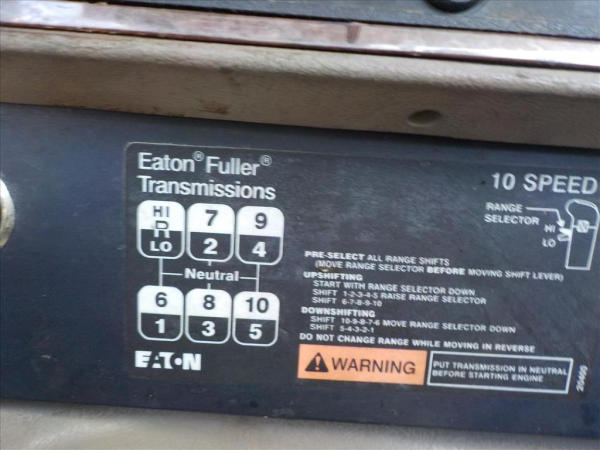 Eaton® Fuller®
Transmissions
10 SPEED
RANGE
SELECTOR
HI
LO
HI 7 9
R
LO 2 4
Neutral
6 8 10
1 3 5
EATON
PRE-SELECT ALL RANGE SHIFTS
(MOVE RANGE SELECTOR BEFORE MOVING SHIFT LEVER)
UPSHIFTING
START WITH RANGE SELECTOR DOWN
SHIFT 1-2-3-4-5 RAISE RANGE SELECTOR
SHIFT 6-7-8-9-10
DOWNSHIFTING
SHIFT 10-9-8-7-6 MOVE RANGE SELECTOR DOWN
SHIFT 5-4-3-2-1
DO NOT CHANGE RANGE WHILE MOVING IN REVERSE
WARNING
PUT TRANSMISSION IN NEUTRAL
BEFORE STARTING ENGINE
20400